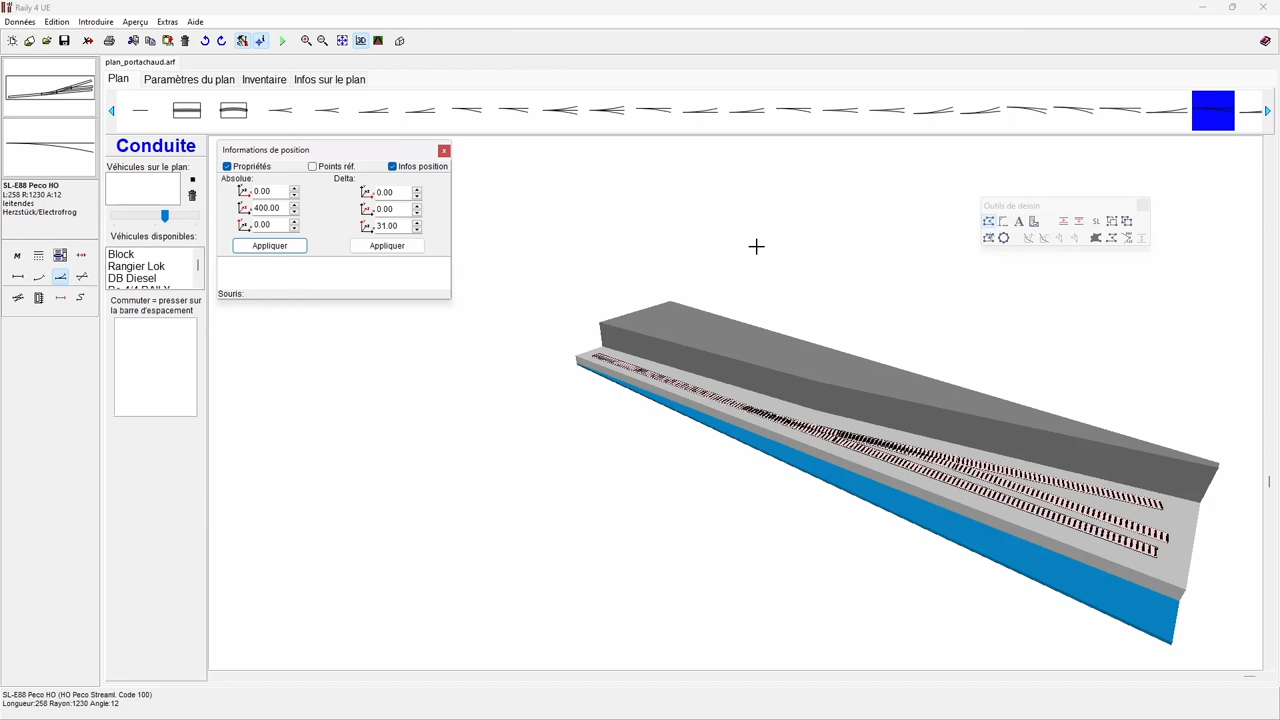 Raily 4 UE
Données Edition Introduire Aperçu Extras Aide
plan_portachaud.arf
Plan Paramètres du plan Inventaire Infos sur le plan
Conduite
Véhicules sur le plan:
SL-E88 Peco HO
L:258 R:1230 A:12
leitendes
Herzstück/Electrofrog
Véhicules disponibles:
Block
Rangier Lok
DB Diesel
Commuter = presser sur
la barre d'espacement
Informations de position
Propriétés Points réf. Infos position
Absolue: Delta:
0.00 0.00
400.00 0.00
0.00 31.00
Appliquer Appliquer
Souris:
Outils de dessin
A SL
3D
M
SL-E88 Peco HO (HO Peco Streaml. Code 100)
Longueur:258 Rayon:1230 Angle:12